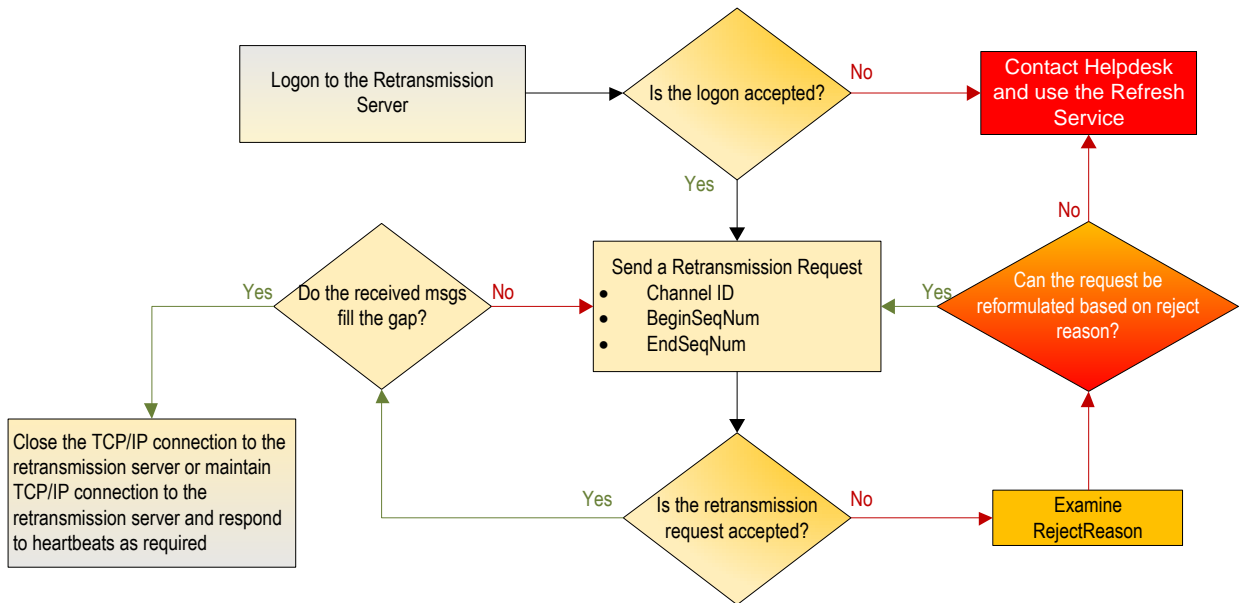 Logon to the Retransmission
Server
Is the logon accepted?
No
Contact Helpdesk
and use the Refresh
Service
Yes
No
Send a Retransmission Request
• Channel ID
• BeginSeqNum
• EndSeqNum
Yes
Do the received msgs
fill the gap?
No
Yes
Can the request be
reformulated based on reject
reason?
Close the TCP/IP connection to the
retransmission server or maintain
TCP/IP connection to the
retransmission server and respond
to heartbeats as required
Yes
Is the retransmission
request accepted?
No
Examine
RejectReason